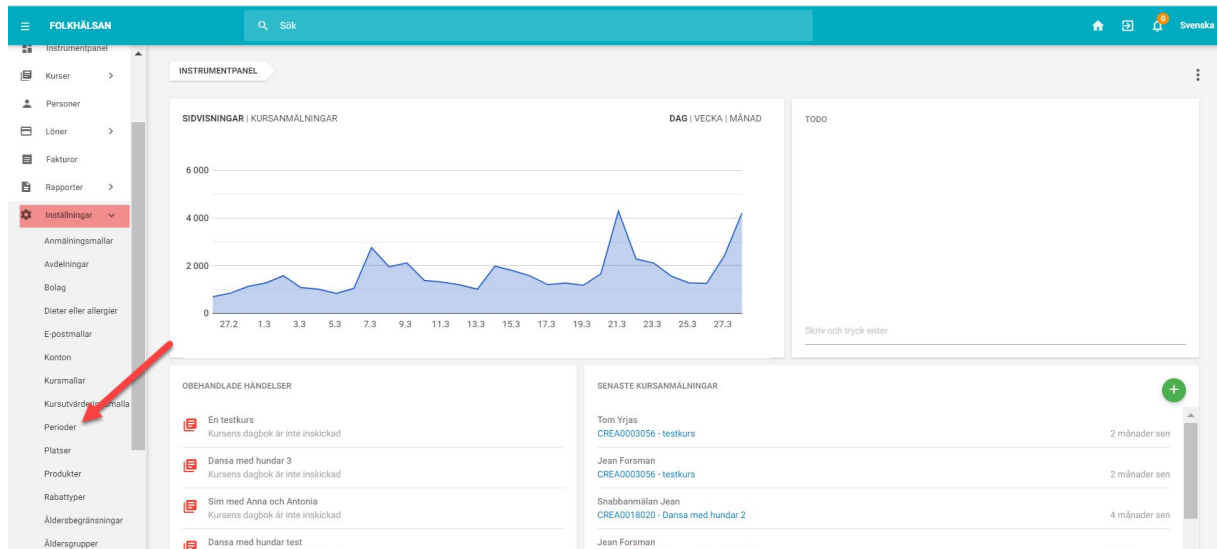 FOLKHÄLSAN
Sök
0
Svenska
Instrumentpanel
Kurser
Personer
Löner
Fakturor
Rapporter
Inställningar
Anmälningsmallar
Avdelningar
Bolag
Dieter eller allergier
E-postmallar
Konton
Kursmallar
Perioder
Platser
Produkter
Rabattyper
Åldersbegränsningar
Åldersgrupper
INSTRUMENTPANEL
SIDVISNINGAR | KURSANMÄLNINGAR
DAG | VECKA | MÅNAD
6 000
4 000
2 000
0
27.2 1.3 3.3 5.3 7.3 9.3 11.3 13.3 15.3 17.3 19.3 21.3 23.3 25.3 27.3
TODO
Skriv och tryck enter
OBEHANDLADE HÄNDELSER
En testkurs
Kursens dagbok är inte inskickad
Dansa med hundar 3
Kursens dagbok är inte inskickad
Sim med Anna och Antonia
Kursens dagbok är inte inskickad
Dansa med hundar test
SENASTE KURSANMÄLNINGAR
Tom Yrjas
CREA0003056 - testkurs
2 månader sen
Jean Forsman
CREA0003056 - testkurs
2 månader sen
Snabbanmälan Jean
CREA0018020 - Dansa med hundar 2
4 månader sen
Jean Forsman